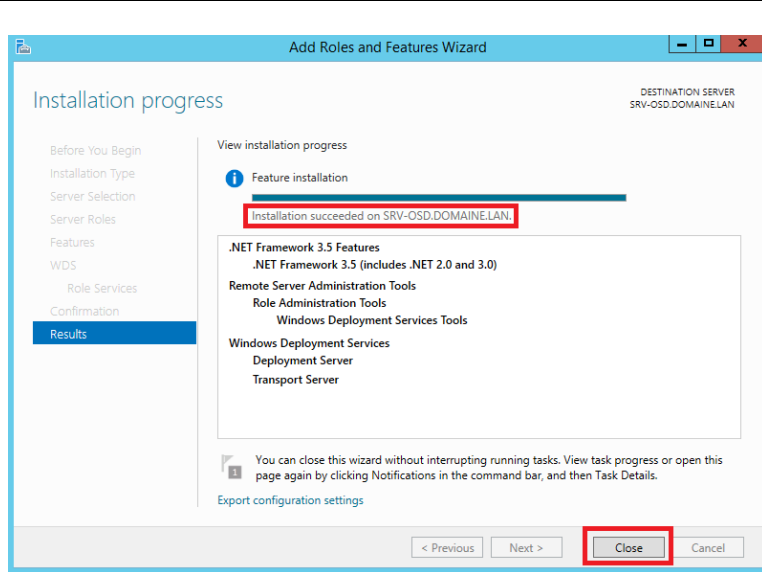 Add Roles and Features Wizard
Installation progress
DESTINATION SERVER
SRV-OSD.DOMAINE.LAN
Before You Begin
Installation Type
Server Selection
Server Roles
Features
WDS
Role Services
Confirmation
Results
View installation progress
Feature installation
Installation succeeded on SRV-OSD.DOMAINE.LAN.
.NET Framework 3.5 Features
.NET Framework 3.5 (includes .NET 2.0 and 3.0)
Remote Server Administration Tools
Role Administration Tools
Windows Deployment Services Tools
Windows Deployment Services
Deployment Server
Transport Server
1
You can close this wizard without interrupting running tasks. View task progress or open this
page again by clicking Notifications in the command bar, and then Task Details.
Export configuration settings
< Previous
Next >
Close
Cancel